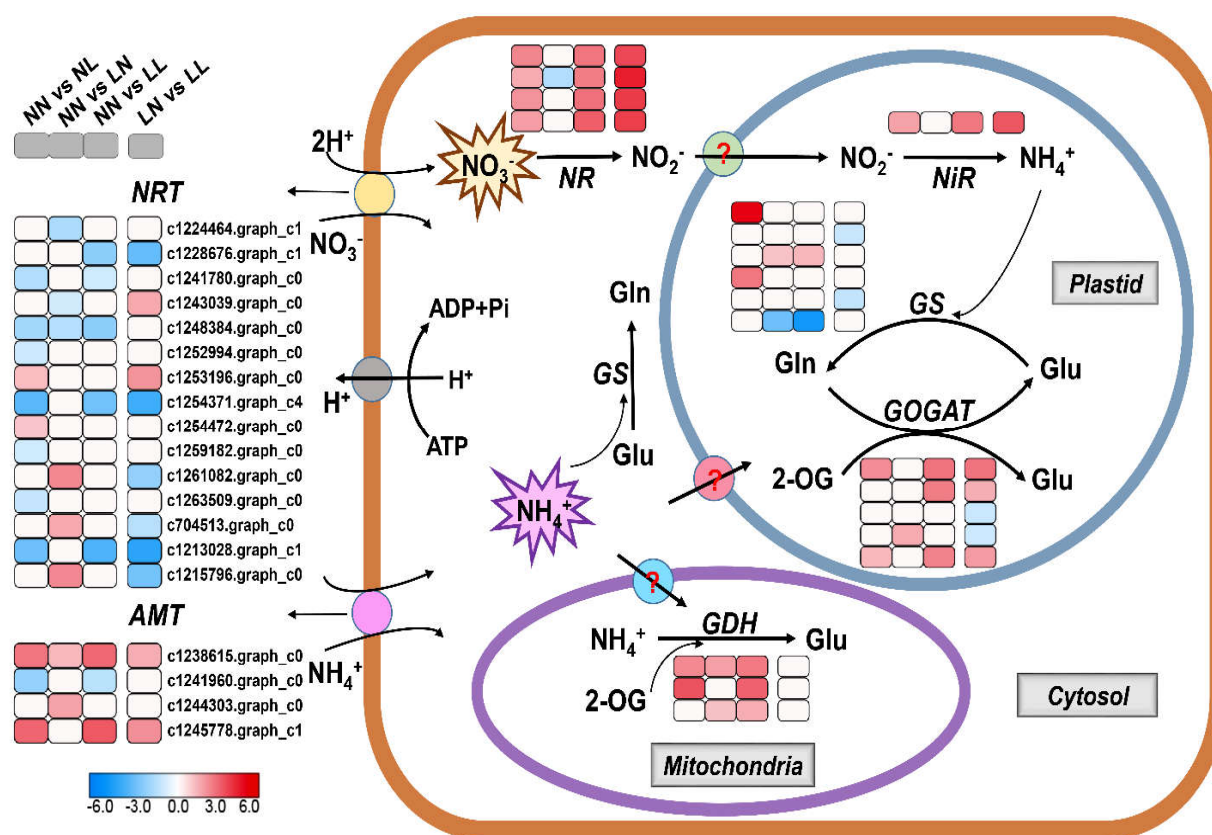 NN vs NL
NN vs LN
NN vs LL
LN vs LL
NRT
c1224464.graph_c1
c1228676.graph_c1
c1241780.graph_c0
c1243039.graph_c0
c1248384.graph_c0
c1252994.graph_c0
c1253196.graph_c0
c1254371.graph_c4
c1254472.graph_c0
c1259182.graph_c0
c1261082.graph_c0
c1263509.graph_c0
c704513.graph_c0
c1213028.graph_c1
c1215796.graph_c0
AMT
c1238615.graph_c0
c1241960.graph_c0
c1244303.graph_c0
c1245778.graph_c1
-6.0 -3.0 0.0 3.0 6.0
2H⁺
NO₃⁻
NO₃⁻
NR
NO₂⁻
?
NO₂⁻
NiR
NH₄⁺
ADP+Pi
H⁺
H⁺
ATP
Gln
GS
Glu
NH₄⁺
NH₄⁺
Plastid
GS
Gln
Glu
GOGAT
?
2-OG
Glu
?
NH₄⁺
GDH
Glu
2-OG
Mitochondria
Cytosol